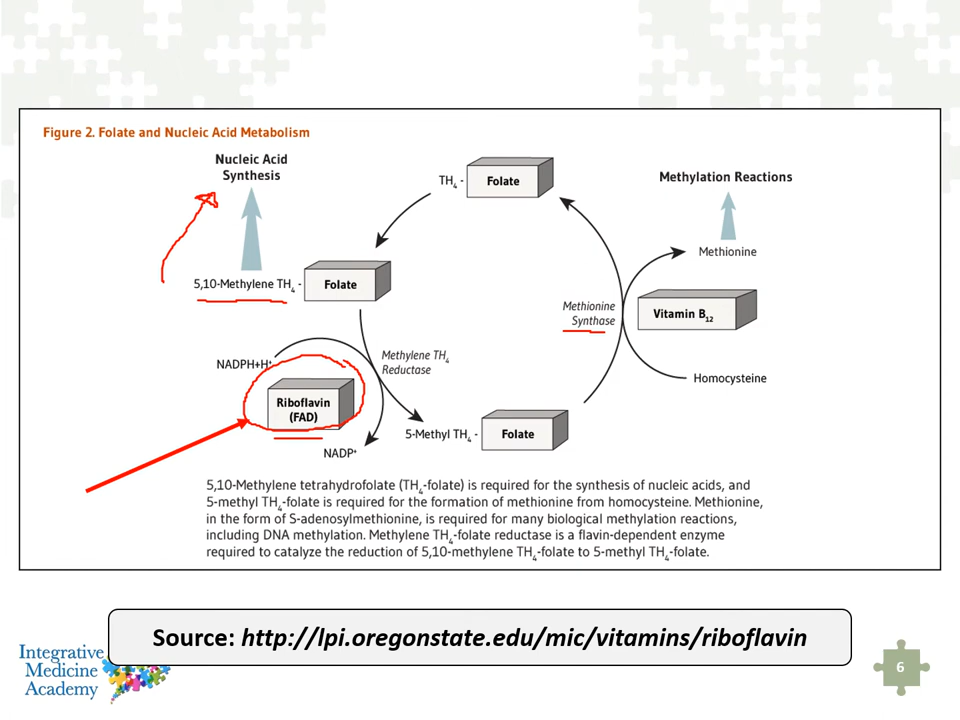 Figure 2. Folate and Nucleic Acid Metabolism
Nucleic Acid
Synthesis
TH4 -
Folate
Methylation Reactions
Methionine
5,10-Methylene TH4 -
Folate
Methionine
Synthase
Vitamin B12
NADPH+H+
Methylene TH4
Reductase
Homocysteine
Riboflavin
(FAD)
5-Methyl TH4 -
Folate
NADP+
5,10-Methylene tetrahydrofolate (TH4-folate) is required for the synthesis of nucleic acids, and
5-methyl TH4-folate is required for the formation of methionine from homocysteine. Methionine,
in the form of S-adenosylmethionine, is required for many biological methylation reactions,
including DNA methylation. Methylene TH4-folate reductase is a flavin-dependent enzyme
required to catalyze the reduction of 5,10-methylene TH4-folate to 5-methyl TH4-folate.
Source: http://lpi.oregonstate.edu/mic/vitamins/riboflavin
Integrative
Medicine
Academy
6